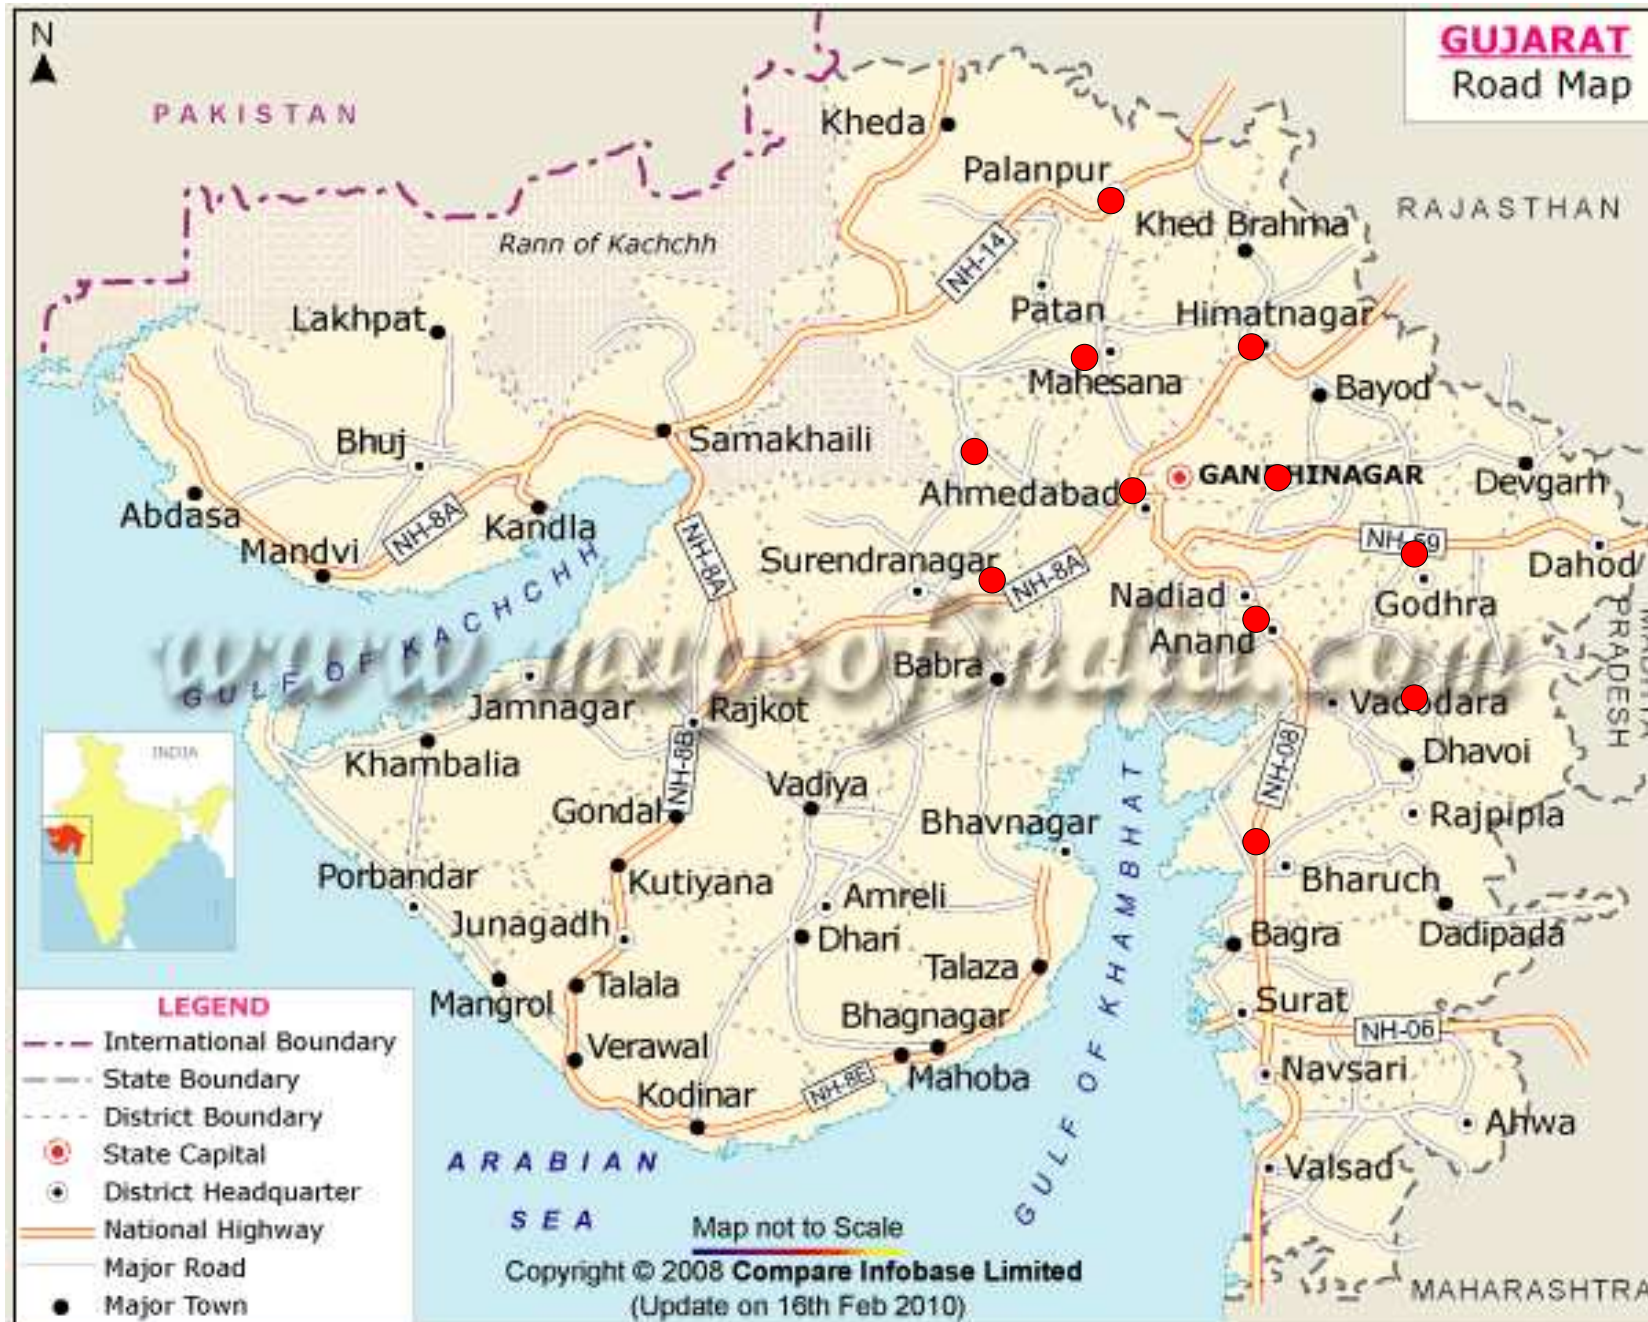 N
GUJARAT
Road Map
PAKISTAN
Kheda
Palanpur
RAJASTHAN
Khed Brahma
Rann of Kachchh
NH-14
Patan
Himatnagar
Lakhpat
Mahesana
Bayod
Bhuj
Samakhaili
GANDHINAGAR
Devgarh
Ahmedabad
Abdasa
Kandla
NH-8A
Mandvi
NH-8A
NH-59
Dahod
Surendranagar
NH-8A
Nadiad
Godhra
GULF OF KACHCHH
Anand
PRADESH
www.mapsofindia.com
Babra
Jamnagar
Rajkot
Vadodara
INDIA
Khambalia
NH-8B
Vadiya
NH-08
Dhavoi
Gondal
Bhavnagar
Rajpipla
Porbandar
Kutiyana
Bharuch
Amreli
GULF OF KHAMBHAT
Junagadh
Dhari
Bagra
Dadipada
Talaza
Mangrol
Talala
Surat
Bhagnagar
NH-06
Verawal
Mahoba
Navsari
Kodinar
NH-8E
Ahwa
Valsad
ARABIAN
SEA
LEGEND
International Boundary
State Boundary
District Boundary
State Capital
District Headquarter
National Highway
Major Road
Major Town
Map not to Scale
Copyright © 2008 Compare Infobase Limited
(Update on 16th Feb 2010)
MAHARASHTRA